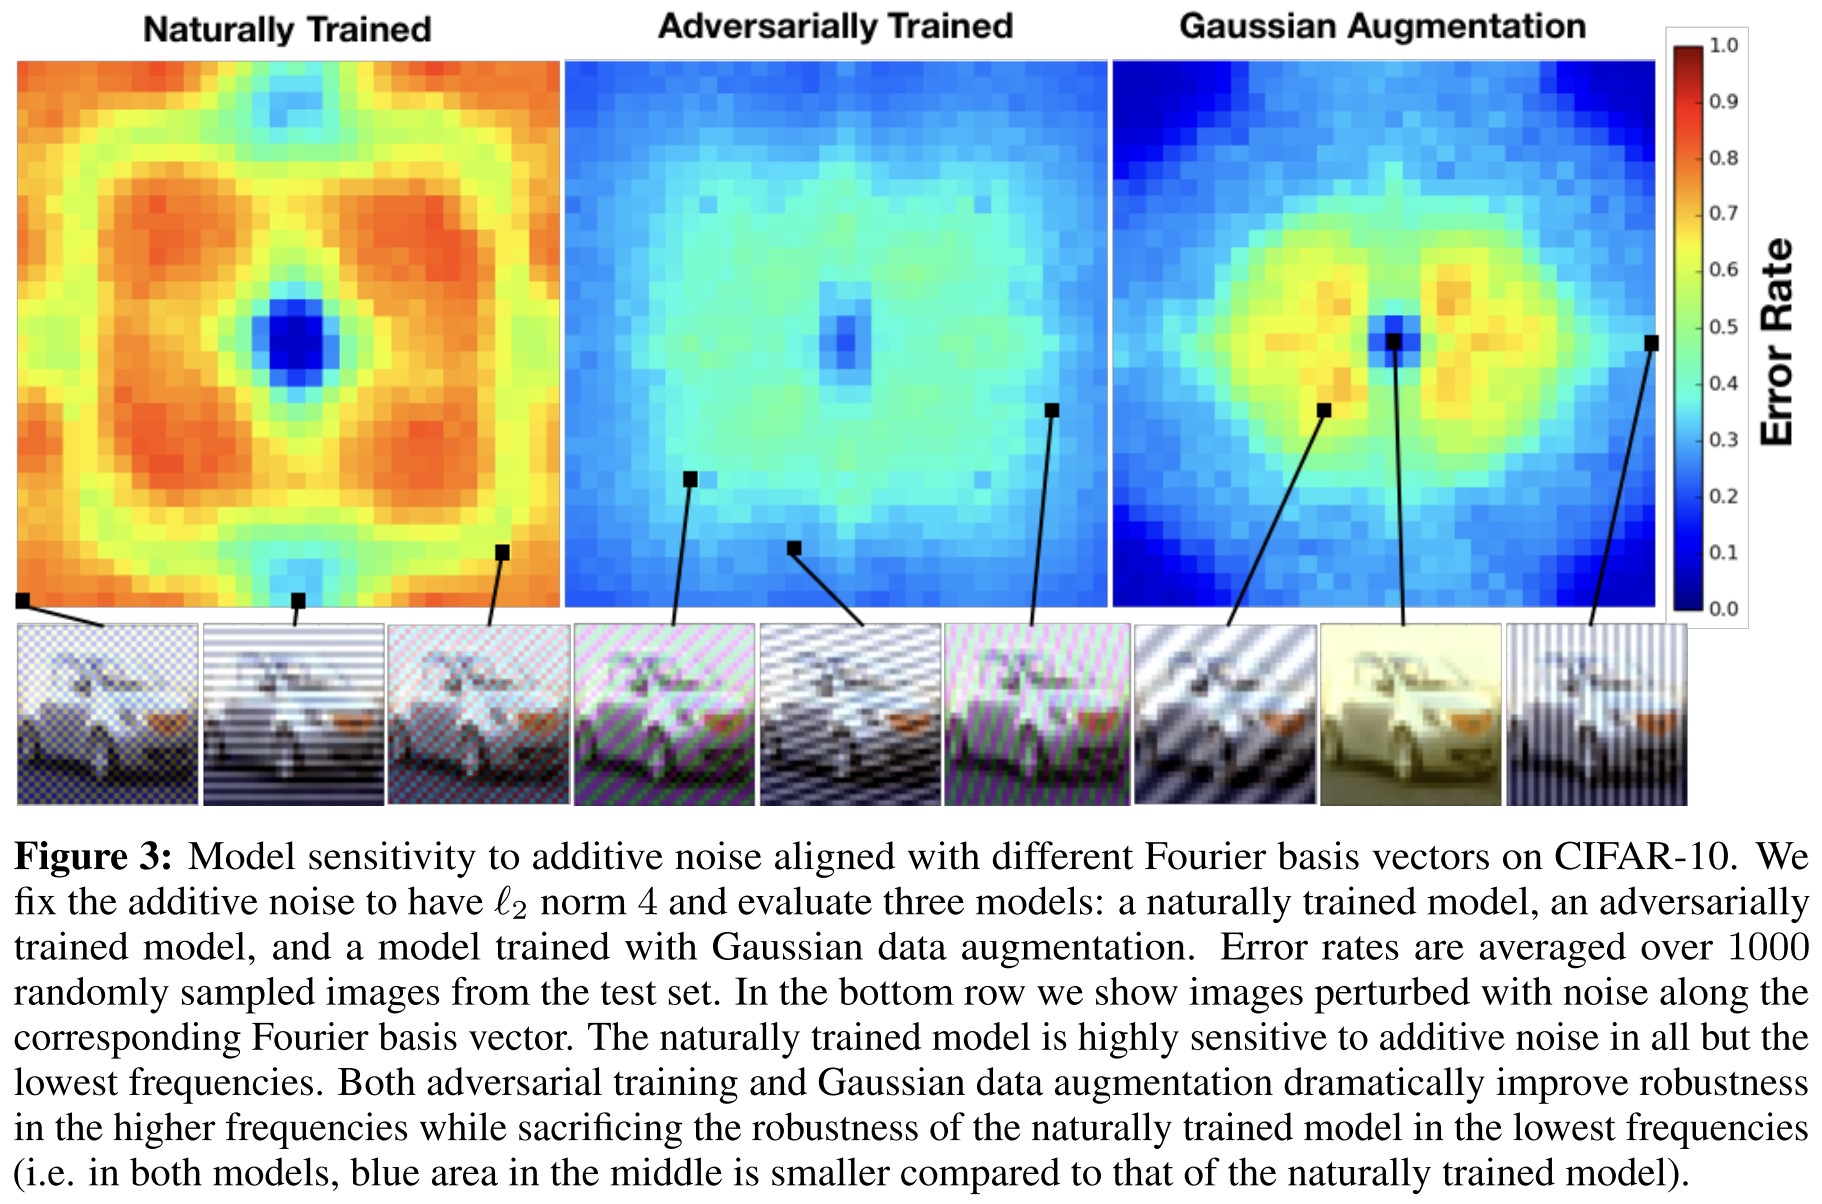 Naturally Trained
Adversarially Trained
Gaussian Augmentation
1.0
0.9
0.8
0.7
0.6
0.5
0.4
0.3
0.2
0.1
0.0
Error Rate
Figure 3: Model sensitivity to additive noise aligned with different Fourier basis vectors on CIFAR-10. We
fix the additive noise to have ℓ₂ norm 4 and evaluate three models: a naturally trained model, an adversarially
trained model, and a model trained with Gaussian data augmentation. Error rates are averaged over 1000
randomly sampled images from the test set. In the bottom row we show images perturbed with noise along the
corresponding Fourier basis vector. The naturally trained model is highly sensitive to additive noise in all but the
lowest frequencies. Both adversarial training and Gaussian data augmentation dramatically improve robustness
in the higher frequencies while sacrificing the robustness of the naturally trained model in the lowest frequencies
(i.e. in both models, blue area in the middle is smaller compared to that of the naturally trained model).